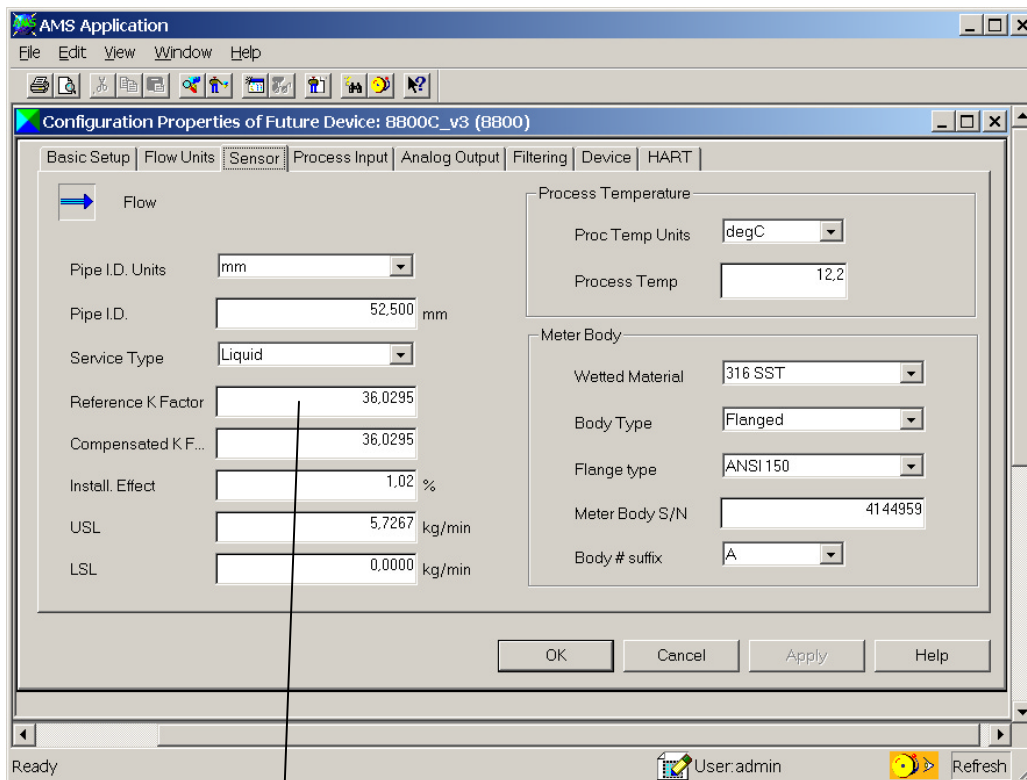 AMS Application
File Edit View Window Help
Configuration Properties of Future Device: 8800C_v3 (8800)
Basic Setup Flow Units Sensor Process Input Analog Output Filtering Device HART
Flow
Pipe I.D. Units mm
Pipe I.D. 52,500 mm
Service Type Liquid
Reference K Factor 36,0295
Compensated K F... 36,0295
Install. Effect 1,02 %
USL 5,7267 kg/min
LSL 0,0000 kg/min
Process Temperature
Proc Temp Units degC
Process Temp 12,2
Meter Body
Wetted Material 316 SST
Body Type Flanged
Flange type ANSI 150
Meter Body S/N 4144959
Body # suffix A
OK Cancel Apply Help
Ready User: admin Refresh